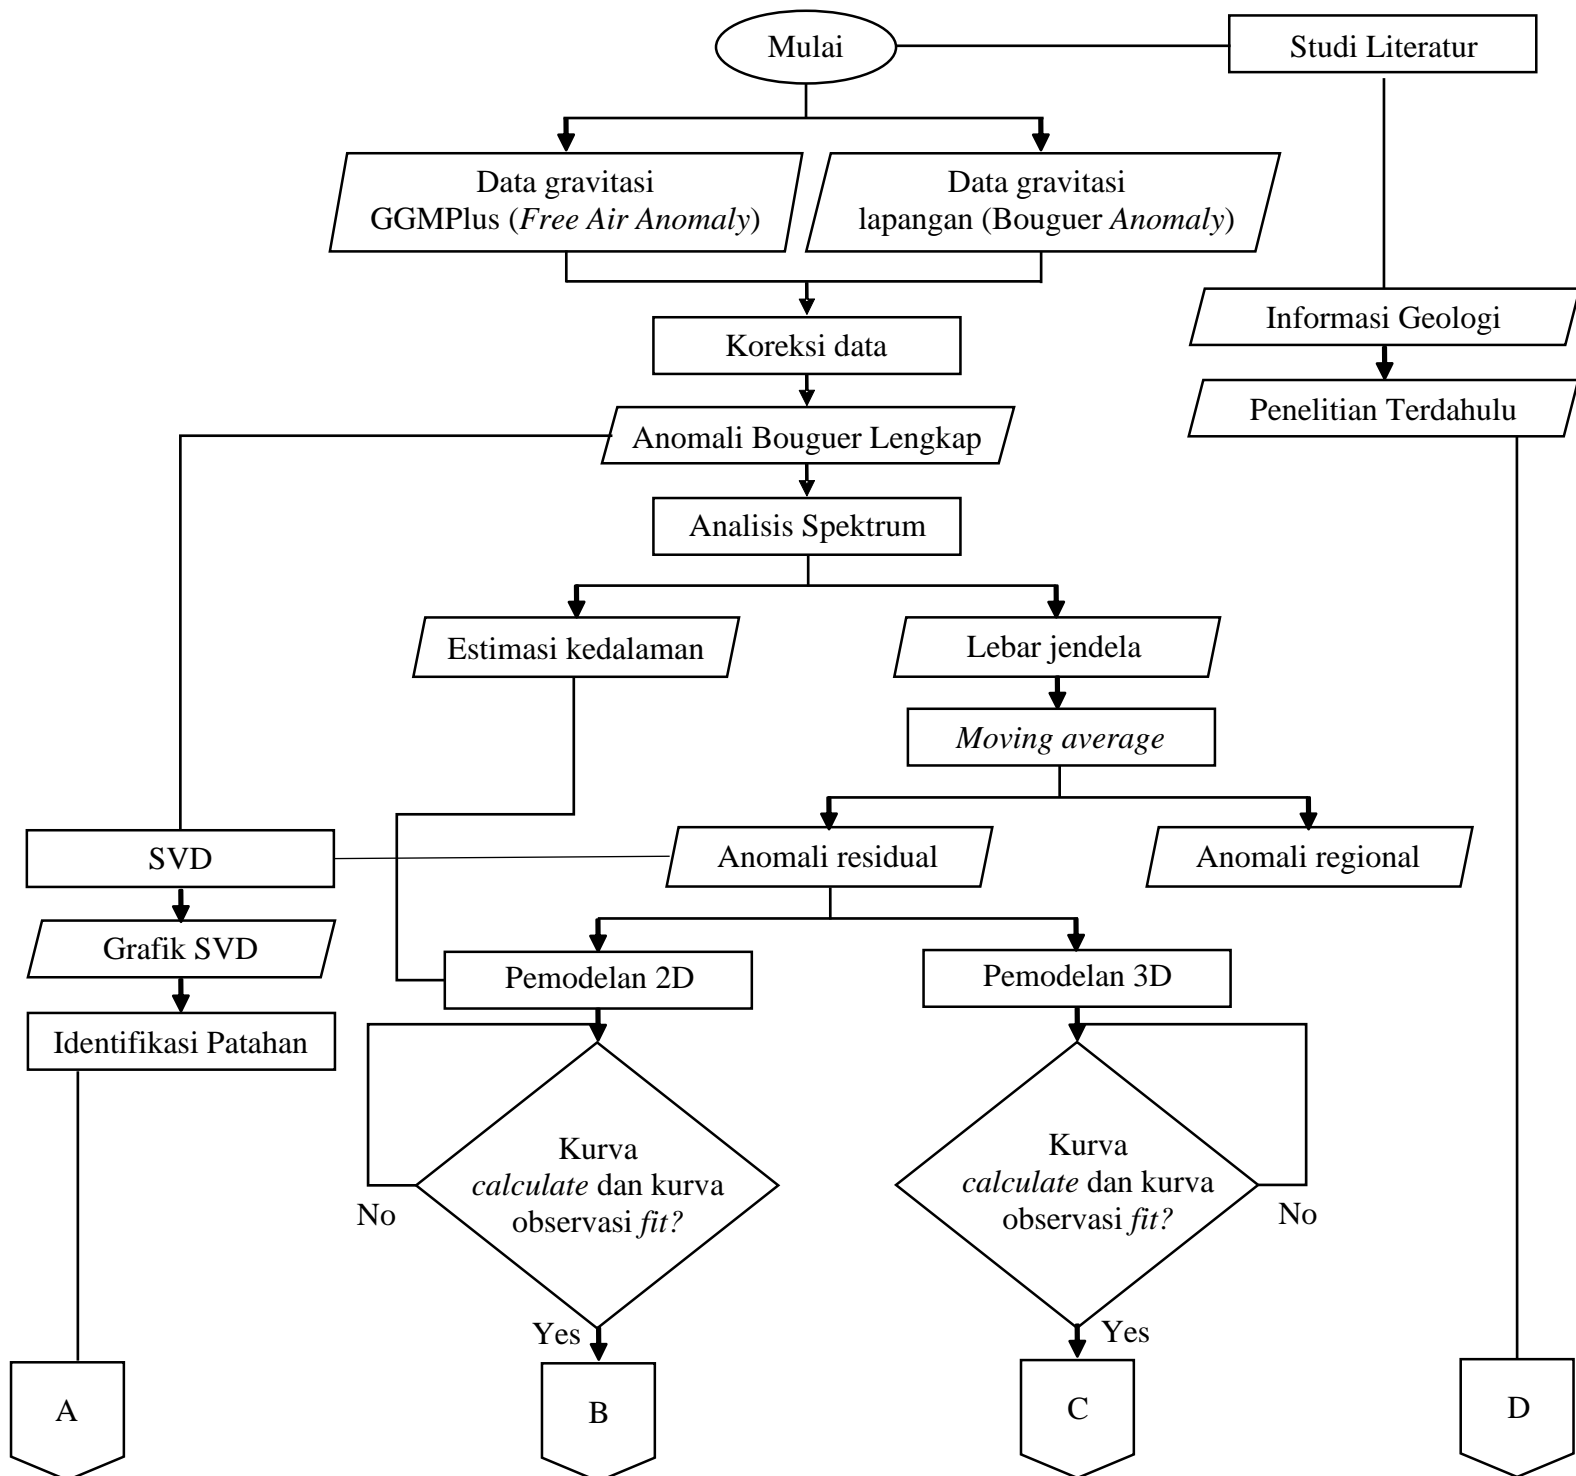 Mulai
Studi Literatur
Data gravitasi
GGMPlus (Free Air Anomaly)
Data gravitasi
lapangan (Bouguer Anomaly)
Informasi Geologi
Koreksi data
Penelitian Terdahulu
Anomali Bouguer Lengkap
Analisis Spektrum
Estimasi kedalaman
Lebar jendela
Moving average
SVD
Anomali residual
Anomali regional
Grafik SVD
Pemodelan 2D
Pemodelan 3D
Identifikasi Patahan
Kurva
calculate dan kurva
observasi fit?
No
Kurva
calculate dan kurva
observasi fit?
No
Yes
Yes
A
B
C
D